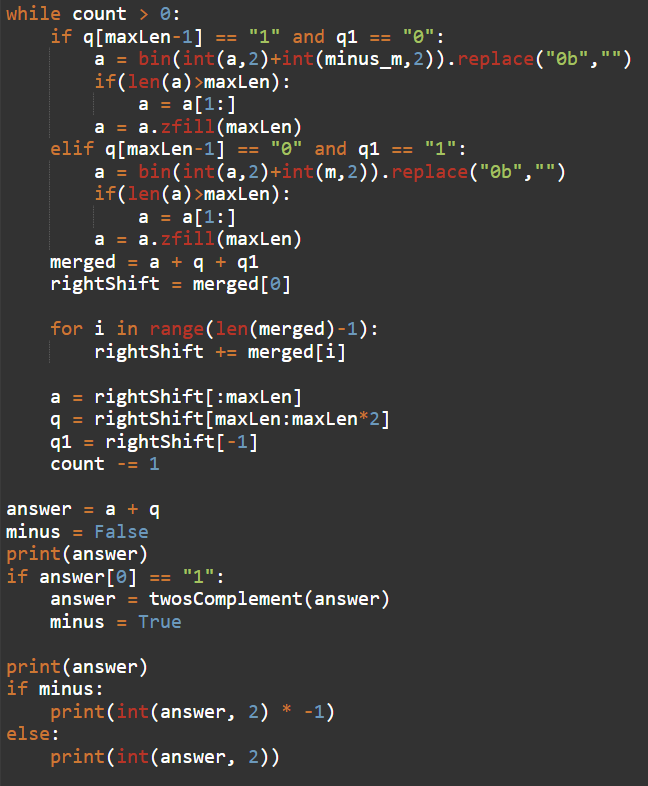 while count > 0:
    if q[maxLen-1] == "1" and q1 == "0":
        a = bin(int(a,2)+int(minus_m,2)).replace("0b","")
        if(len(a)>maxLen):
            a = a[1:]
        a = a.zfill(maxLen)
    elif q[maxLen-1] == "0" and q1 == "1":
        a = bin(int(a,2)+int(m,2)).replace("0b","")
        if(len(a)>maxLen):
            a = a[1:]
        a = a.zfill(maxLen)
    merged = a + q + q1
    rightShift = merged[0]

    for i in range(len(merged)-1):
        rightShift += merged[i]

    a = rightShift[:maxLen]
    q = rightShift[maxLen:maxLen*2]
    q1 = rightShift[-1]
    count -= 1

answer = a + q
minus = False
print(answer)
if answer[0] == "1":
    answer = twosComplement(answer)
    minus = True

print(answer)
if minus:
    print(int(answer, 2) * -1)
else:
    print(int(answer, 2))